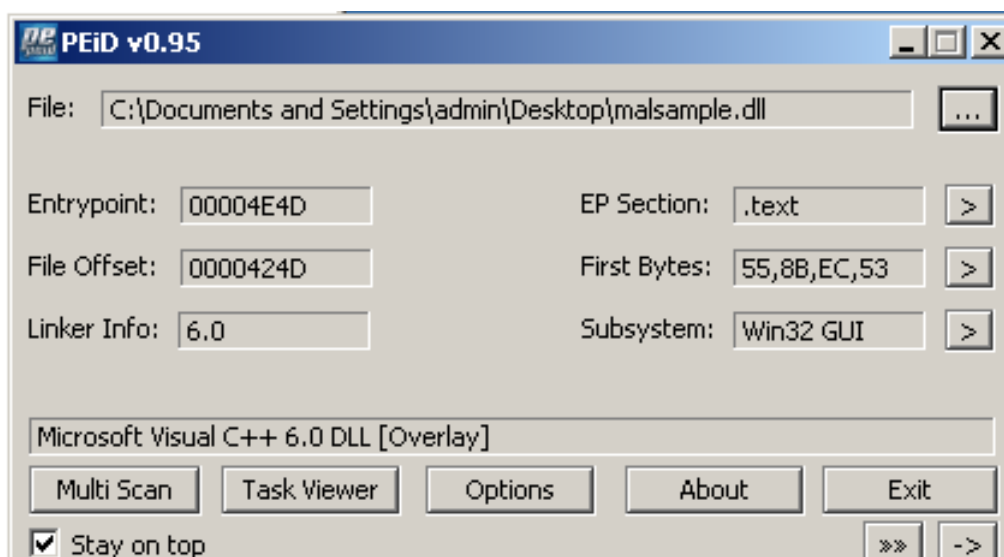 PEiD v0.95
File: C:\Documents and Settings\admin\Desktop\malsample.dll ...
Entrypoint: 00004E4D EP Section: .text >
File Offset: 0000424D First Bytes: 55,8B,EC,53 >
Linker Info: 6.0 Subsystem: Win32 GUI >
Microsoft Visual C++ 6.0 DLL [Overlay]
Multi Scan Task Viewer Options About Exit
Stay on top »» ->